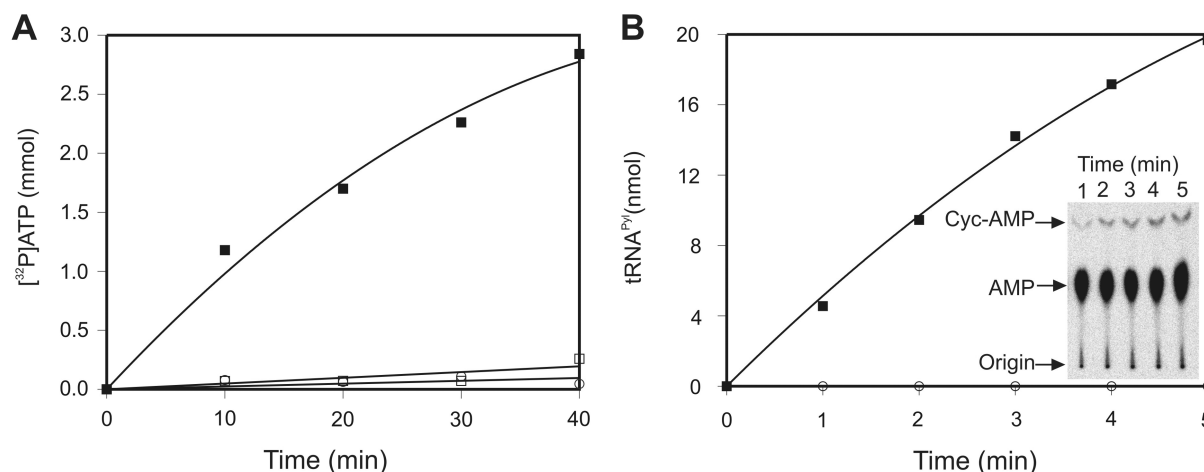 A
[³²P]ATP (mmol)
3.0
2.5
2.0
1.5
1.0
0.5
0.0
0 10 20 30 40
Time (min)
B
tRNAᴾʸˡ(nmol)
20
16
12
8
4
0
0 1 2 3 4 5
Time (min)
Time (min)
1 2 3 4 5
Cyc-AMP
AMP
Origin